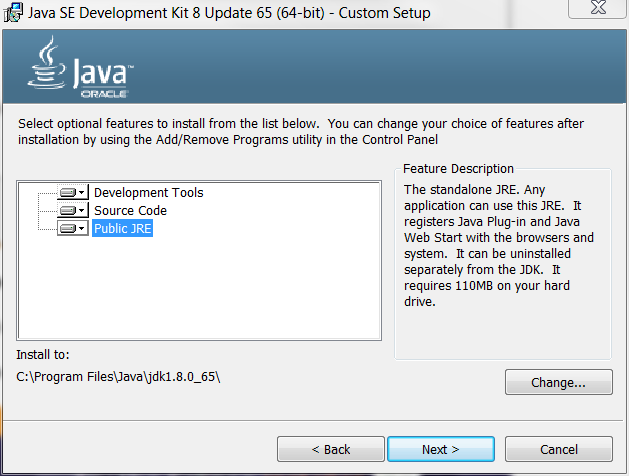 Java SE Development Kit 8 Update 65 (64-bit) - Custom Setup
Java™
ORACLE
Select optional features to install from the list below.  You can change your choice of features after
installation by using the Add/Remove Programs utility in the Control Panel
Development Tools
Source Code
Public JRE
Feature Description
The standalone JRE. Any
application can use this JRE.  It
registers Java Plug-in and Java
Web Start with the browsers and
system.  It can be uninstalled
separately from the JDK.  It
requires 110MB on your hard
drive.
Install to:
C:\Program Files\Java\jdk1.8.0_65\
Change...
< Back
Next >
Cancel